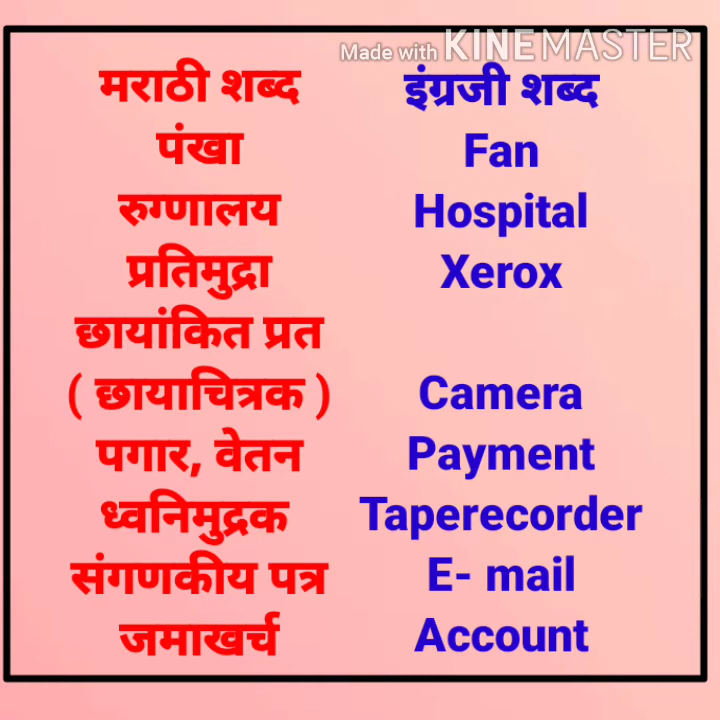 Made with KINEMASTER
मराठी शब्द इंग्रजी शब्द
पंखा Fan
रुग्णालय Hospital
प्रतिमुद्रा Xerox
छायांकित प्रत
( छायाचित्रक ) Camera
पगार, वेतन Payment
ध्वनिमुद्रक Taperecorder
संगणकीय पत्र E- mail
जमाखर्च Account